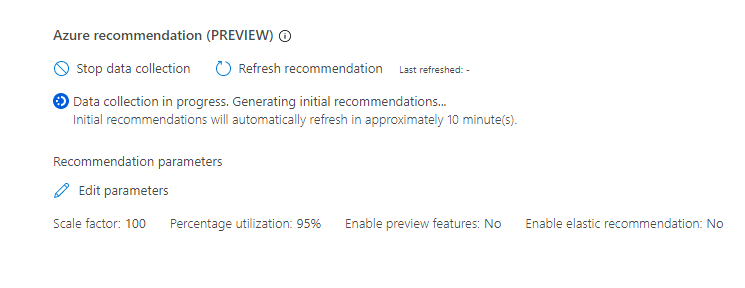 Azure recommendation (PREVIEW)
Stop data collection Refresh recommendation Last refreshed: -
Data collection in progress. Generating initial recommendations...
Initial recommendations will automatically refresh in approximately 10 minute(s).
Recommendation parameters
Edit parameters
Scale factor: 100 Percentage utilization: 95% Enable preview features: No Enable elastic recommendation: No